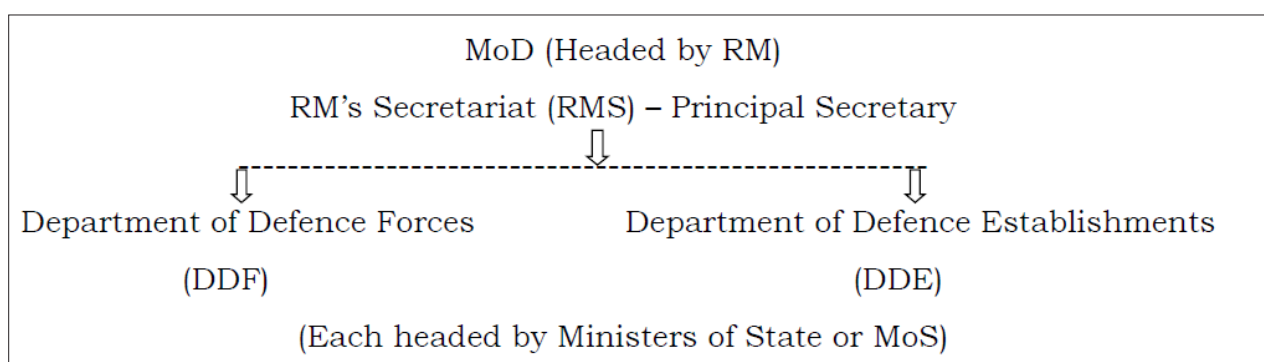 MoD (Headed by RM)
RM’s Secretariat (RMS) – Principal Secretary
Department of Defence Forces
Department of Defence Establishments
(DDF)
(DDE)
(Each headed by Ministers of State or MoS)